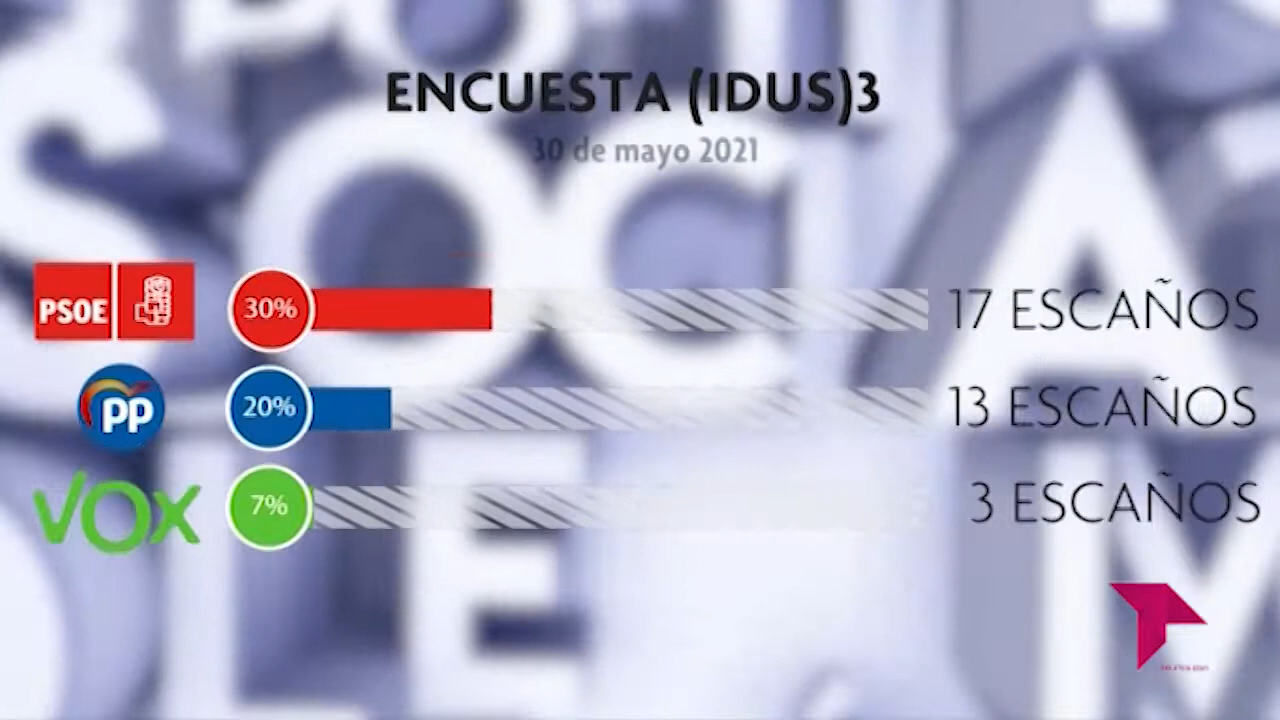 ENCUESTA (IDUS)3
30 de mayo 2021
PSOE 30% 17 ESCAÑOS
PP 20% 13 ESCAÑOS
VOX 7% 3 ESCAÑOS